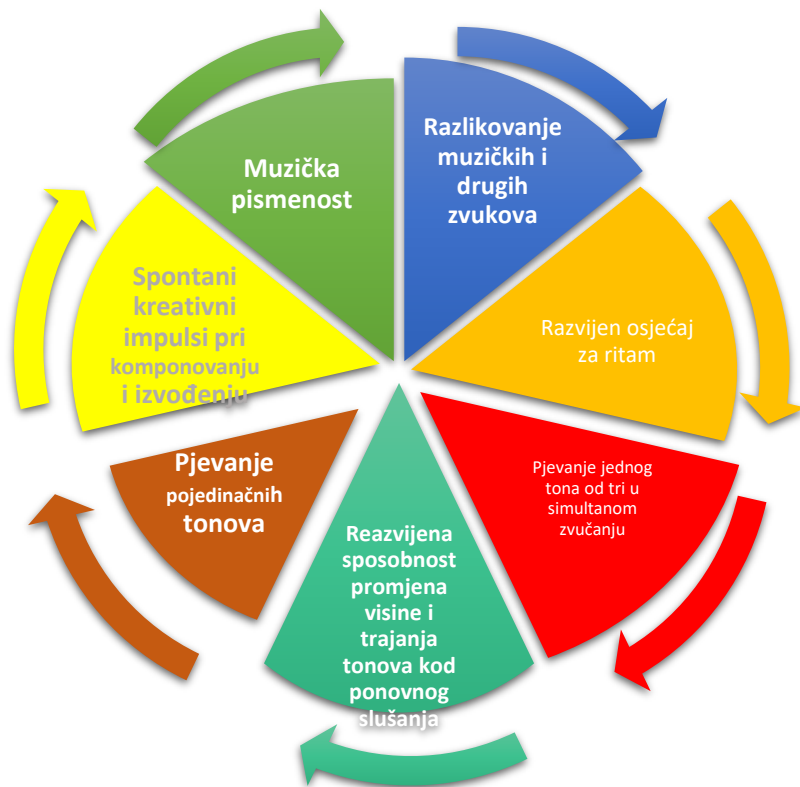 Razlikovanje
muzičkih i
drugih
zvukova
Razvijen osjećaj
za ritam
Pjevanje jednog
tona od tri u
simultanom
zvučanju
Reazvijena
sposobnost
promjena
visine i
trajanja
tonova kod
ponovnog
slušanja
Pjevanje
pojedinačnih
tonova
Spontani
kreativni
impulsi pri
komponovanju
i izvođenju
Muzička
pismenost